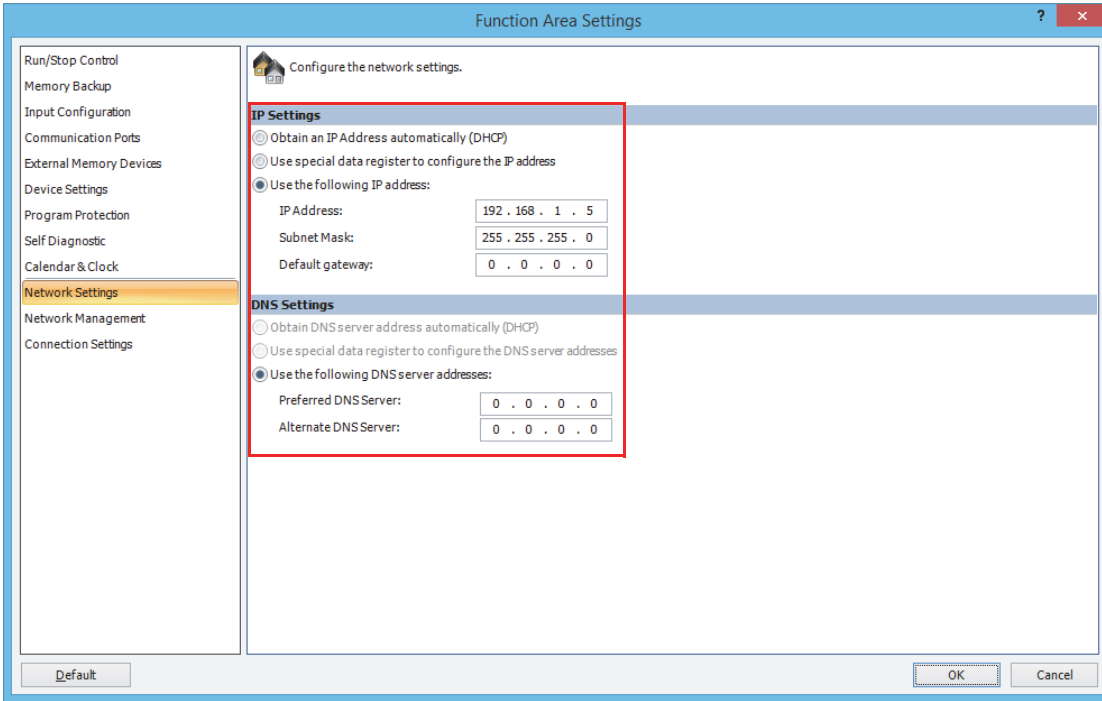 Function Area Settings
?
Run/Stop Control
Memory Backup
Input Configuration
Communication Ports
External Memory Devices
Device Settings
Program Protection
Self Diagnostic
Calendar & Clock
Network Settings
Network Management
Connection Settings
Configure the network settings.
IP Settings
Obtain an IP Address automatically (DHCP)
Use special data register to configure the IP address
Use the following IP address:
IP Address: 192 . 168 . 1 . 5
Subnet Mask: 255 . 255 . 255 . 0
Default gateway: 0 . 0 . 0 . 0
DNS Settings
Obtain DNS server address automatically (DHCP)
Use special data register to configure the DNS server addresses
Use the following DNS server addresses:
Preferred DNS Server: 0 . 0 . 0 . 0
Alternate DNS Server: 0 . 0 . 0 . 0
Default
OK
Cancel